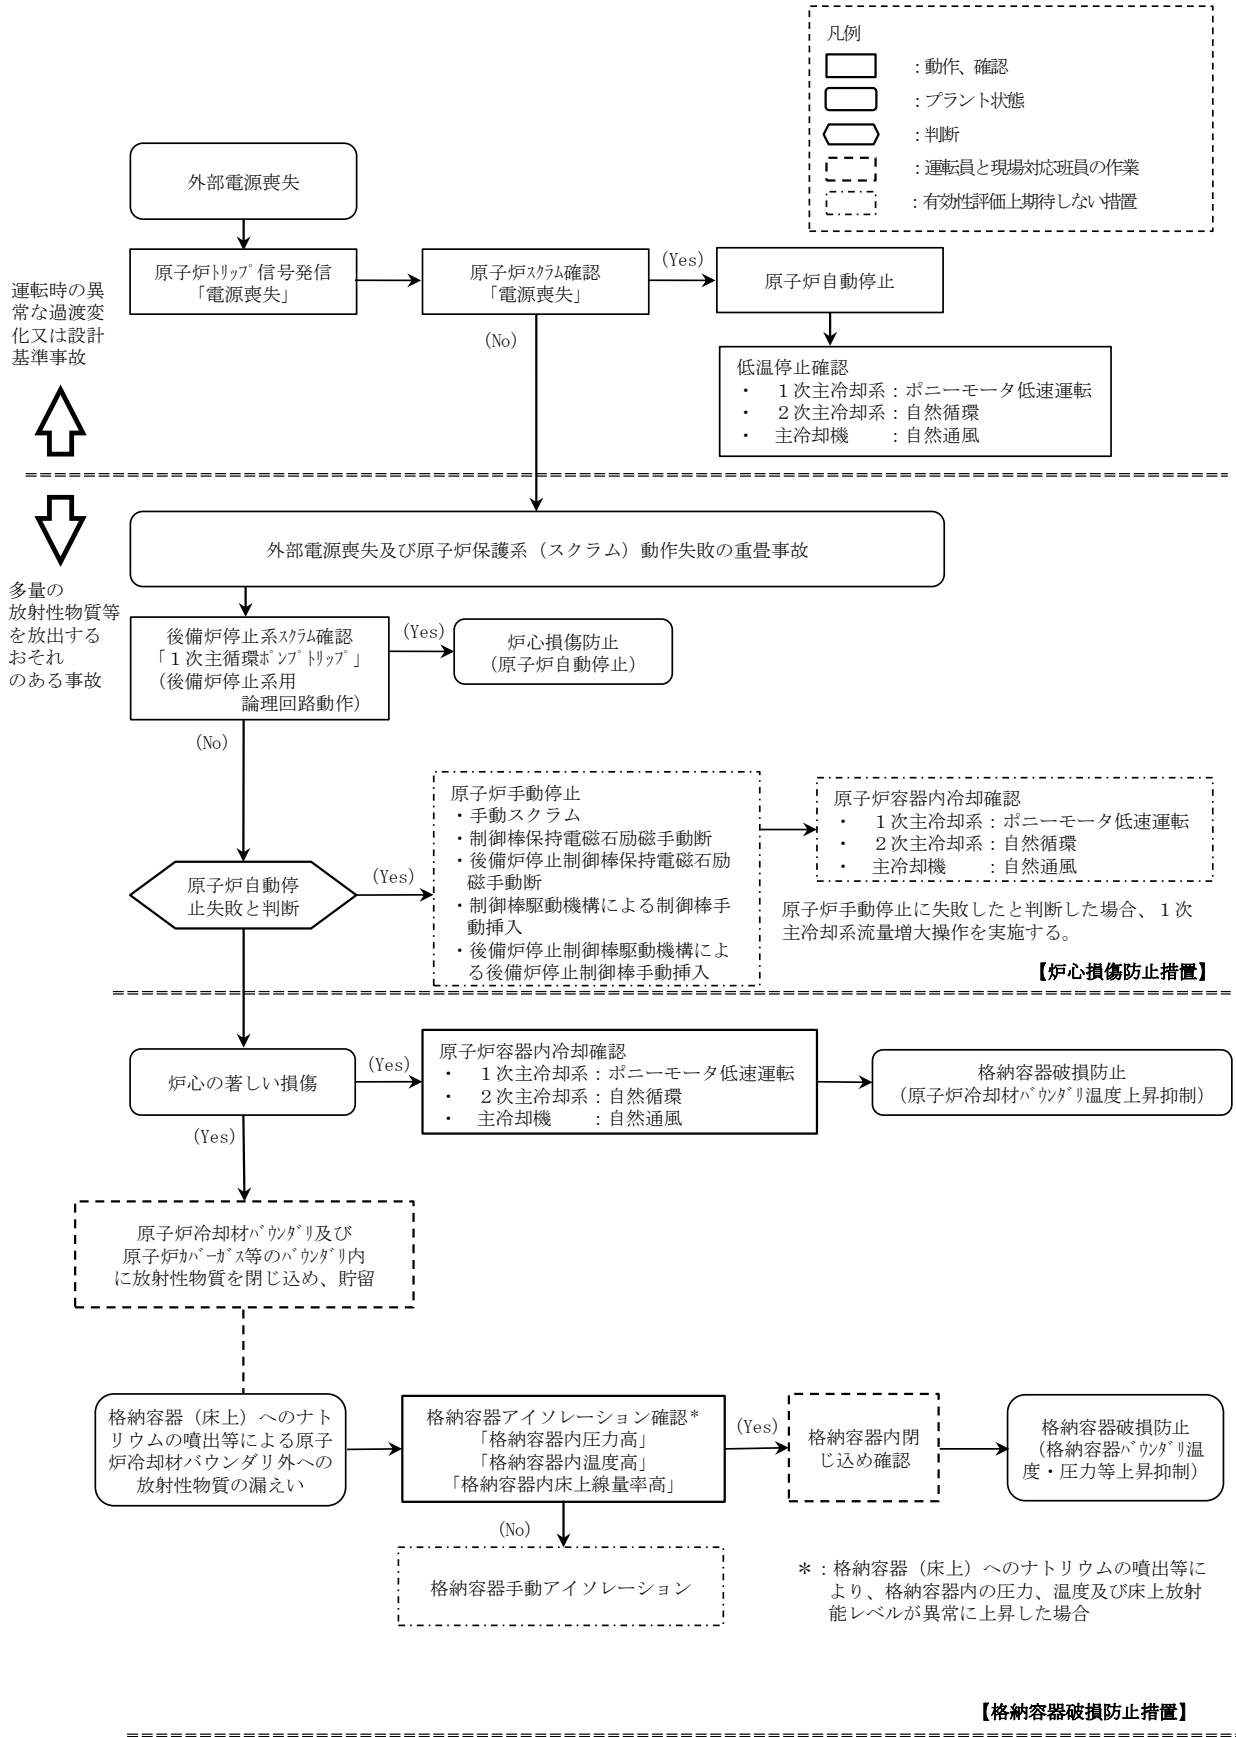 凡例
：動作、確認
：プラント状態
：判断
：運転員と現場対応班員の作業
：有効性評価上期待しない措置
外部電源喪失
原子炉ﾄﾘｯﾌﾟ信号発信
「電源喪失」
原子炉ｽｸﾗﾑ確認
「電源喪失」
(Yes)
原子炉自動停止
運転時の異
常な過渡変
化又は設計
基準事故
(No)
低温停止確認
・　１次主冷却系：ポニーモータ低速運転
・　２次主冷却系：自然循環
・　主冷却機　　：自然通風
外部電源喪失及び原子炉保護系（スクラム）動作失敗の重畳事故
多量の
放射性物質等
を放出する
おそれ
のある事故
後備炉停止系ｽｸﾗﾑ確認
「１次主循環ﾎﾟﾝﾌﾟﾄﾘｯﾌﾟ」
（後備炉停止系用
論理回路動作）
(Yes)
炉心損傷防止
（原子炉自動停止）
(No)
原子炉自動停
止失敗と判断
(Yes)
原子炉手動停止
・手動スクラム
・制御棒保持電磁石励磁手動断
・後備炉停止制御棒保持電磁石励
磁手動断
・制御棒駆動機構による制御棒手
動挿入
・後備炉停止制御棒駆動機構によ
る後備炉停止制御棒手動挿入
原子炉容器内冷却確認
・　１次主冷却系：ポニーモータ低速運転
・　２次主冷却系：自然循環
・　主冷却機　　：自然通風
原子炉手動停止に失敗したと判断した場合、１次
主冷却系流量増大操作を実施する。
【炉心損傷防止措置】
炉心の著しい損傷
(Yes)
原子炉容器内冷却確認
・　１次主冷却系：ポニーモータ低速運転
・　２次主冷却系：自然循環
・　主冷却機　　：自然通風
格納容器破損防止
（原子炉冷却材ﾊﾞｳﾝﾀﾞﾘ温度上昇抑制）
(Yes)
原子炉冷却材ﾊﾞｳﾝﾀﾞﾘ及び
原子炉ｶﾊﾞｰｶﾞｽ等のﾊﾞｳﾝﾀﾞﾘ内
に放射性物質を閉じ込め、貯留
格納容器（床上）へのナト
リウムの噴出等による原子
炉冷却材バウンダリ外への
放射性物質の漏えい
格納容器アイソレーション確認＊
「格納容器内圧力高」
「格納容器内温度高」
「格納容器内床上線量率高」
(Yes)
格納容器内閉
じ込め確認
格納容器破損防止
（格納容器ﾊﾞｳﾝﾀﾞﾘ温
度・圧力等上昇抑制）
(No)
格納容器手動アイソレーション
＊：格納容器（床上）へのナトリウムの噴出等に
より、格納容器内の圧力、温度及び床上放射
能レベルが異常に上昇した場合
【格納容器破損防止措置】